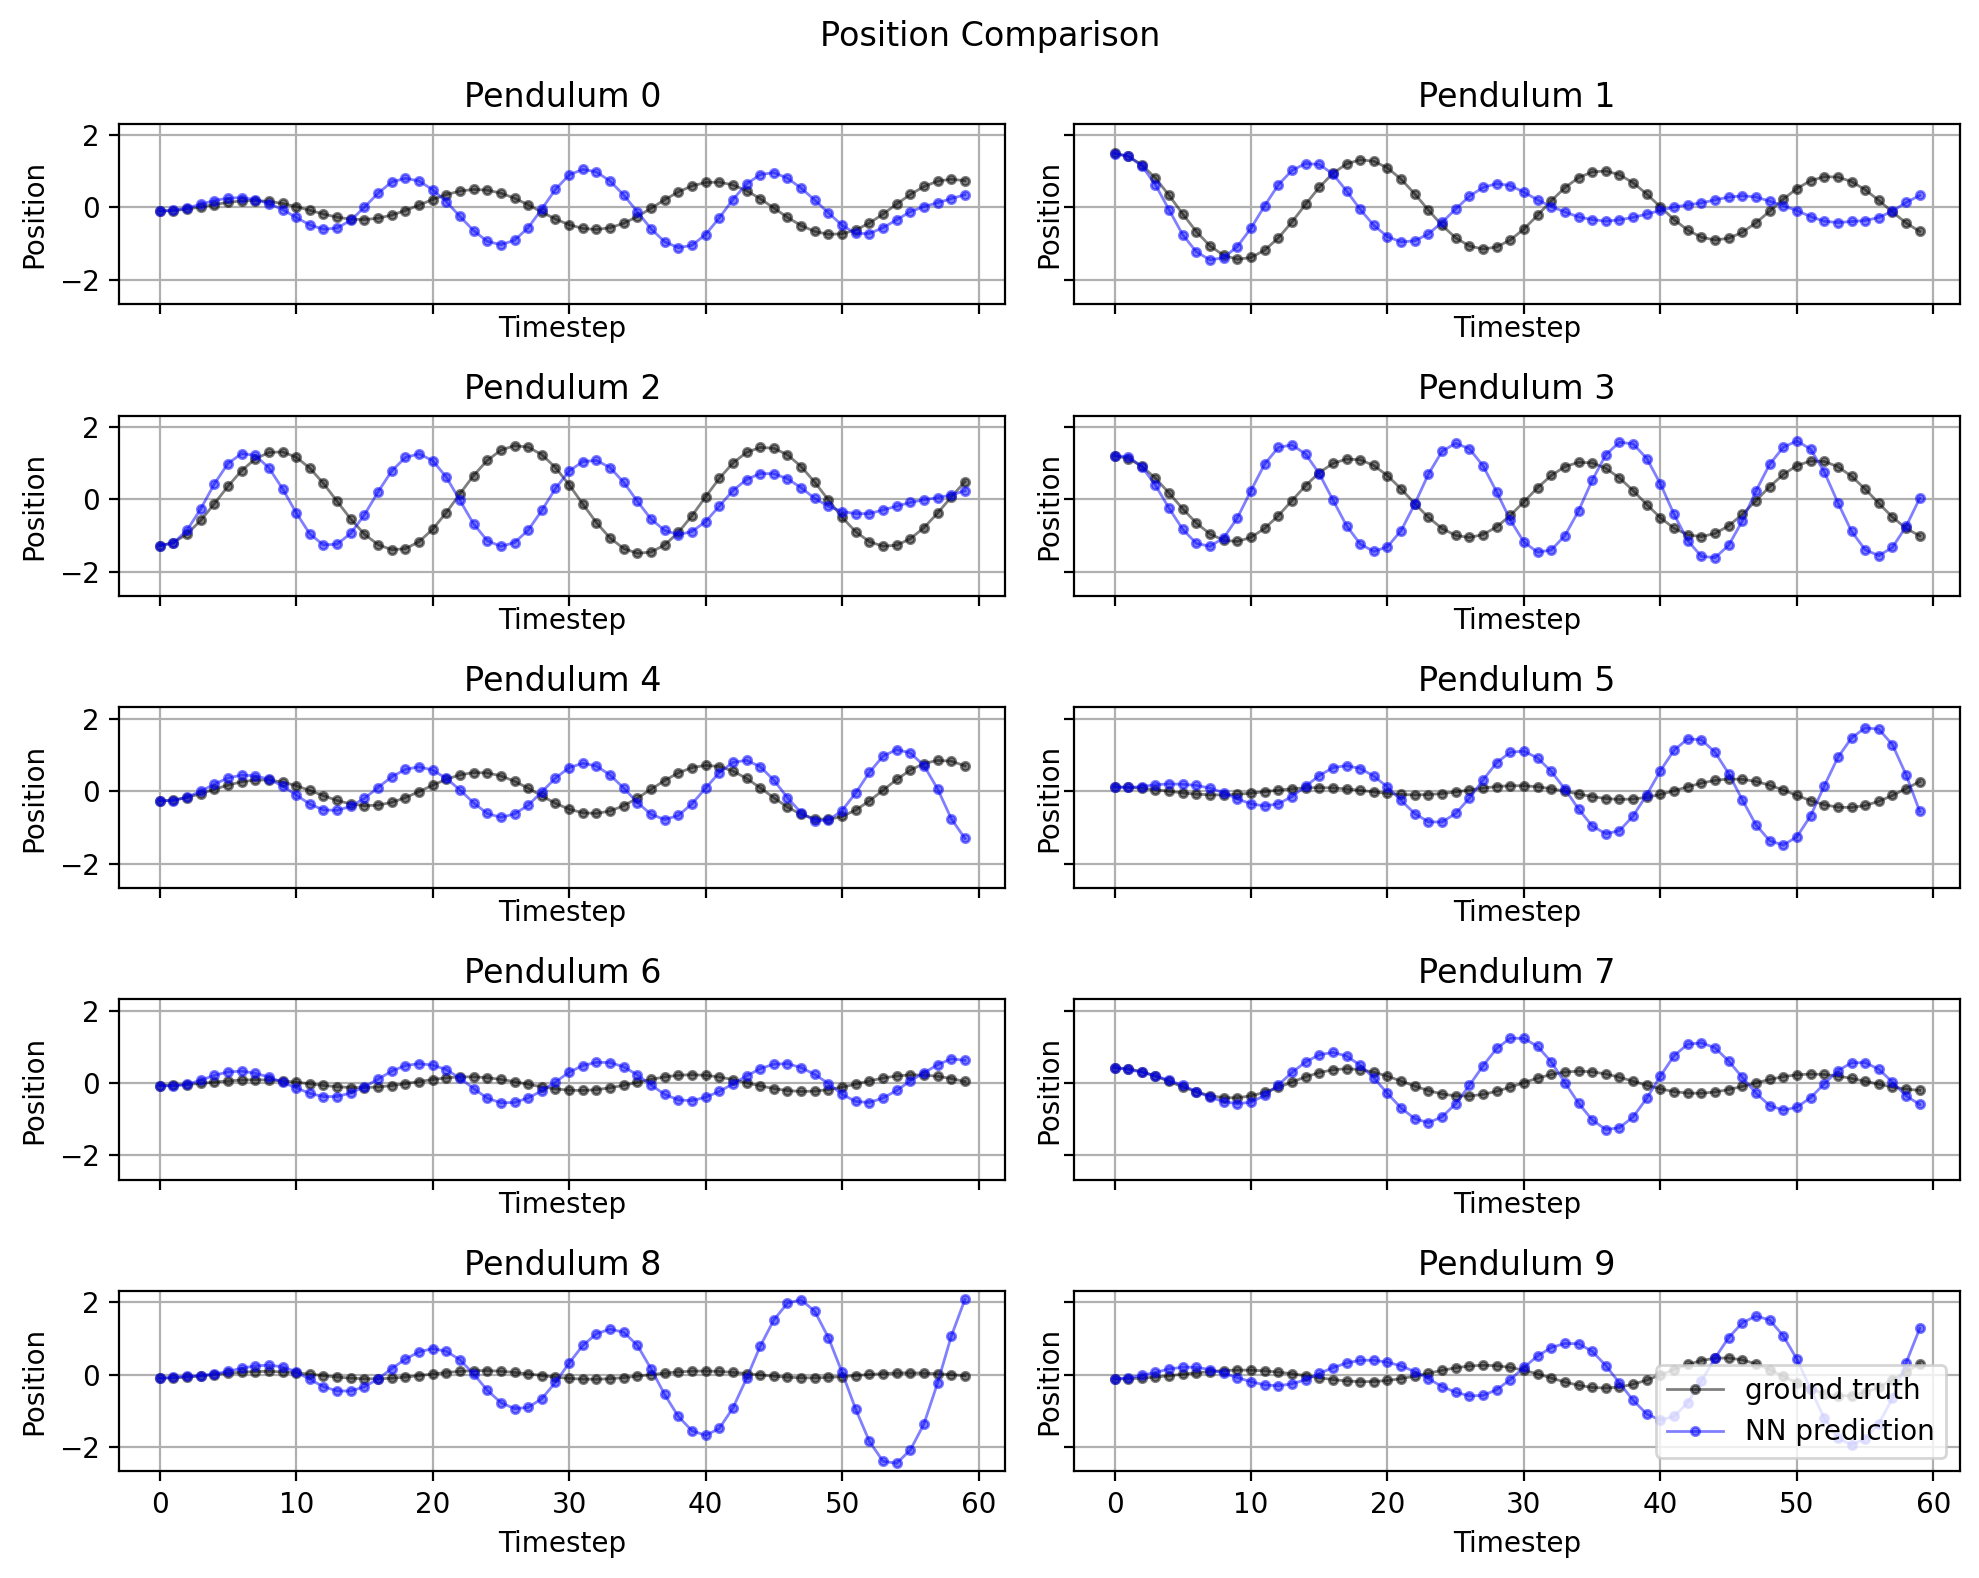 Position Comparison
Pendulum 0
Pendulum 1
2
0
−2
Position
Position
Timestep
Timestep
Pendulum 2
Pendulum 3
2
0
−2
Position
Position
Timestep
Timestep
Pendulum 4
Pendulum 5
2
0
−2
Position
Position
Timestep
Timestep
Pendulum 6
Pendulum 7
2
0
−2
Position
Position
Timestep
Timestep
Pendulum 8
Pendulum 9
2
0
−2
Position
Position
ground truth
NN prediction
0 10 20 30 40 50 60
0 10 20 30 40 50 60
Timestep
Timestep